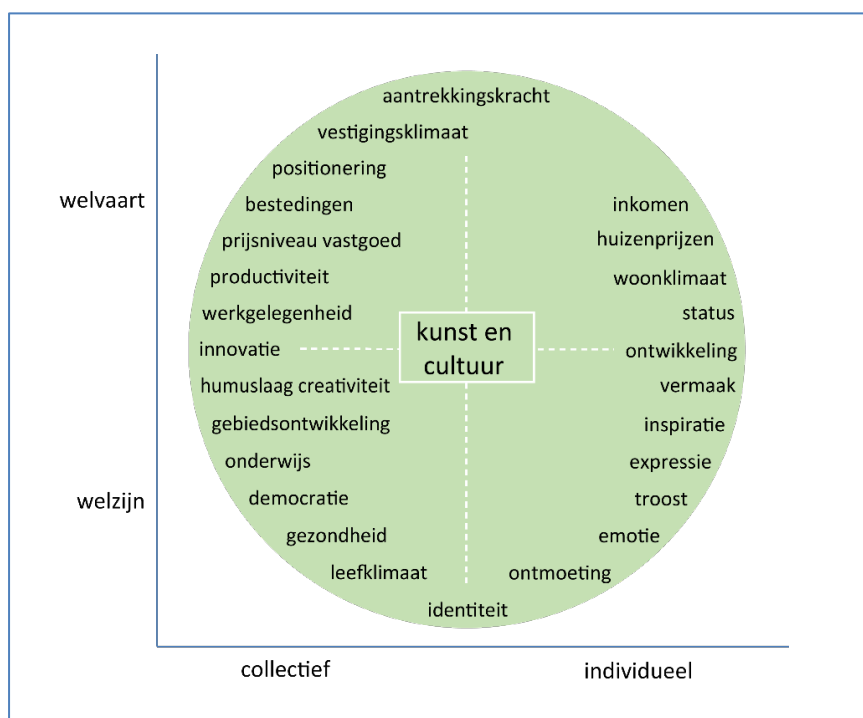 aantrekkingskracht
vestigingsklimaat
positionering
welvaart
bestedingen
inkomen
prijsniveau vastgoed
huizenprijzen
productiviteit
woonklimaat
werkgelegenheid
status
kunst en
cultuur
innovatie
ontwikkeling
humuslaag creativiteit
vermaak
gebiedsontwikkeling
inspiratie
onderwijs
expressie
welzijn
democratie
troost
gezondheid
emotie
leefklimaat
ontmoeting
identiteit
collectief
individueel